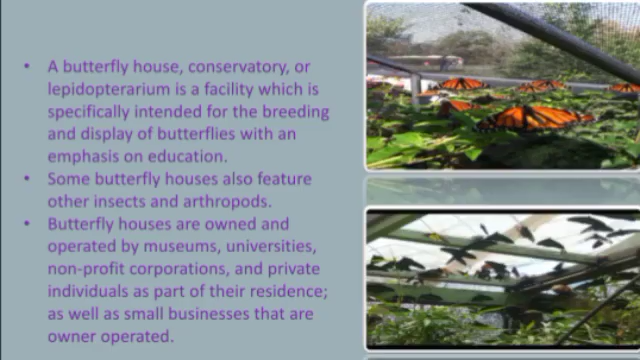 • A butterfly house, conservatory, or
lepidopterarium is a facility which is
specifically intended for the breeding
and display of butterflies with an
emphasis on education.
• Some butterfly houses also feature
other insects and arthropods.
• Butterfly houses are owned and
operated by museums, universities,
non-profit corporations, and private
individuals as part of their residence;
as well as small businesses that are
owner operated.